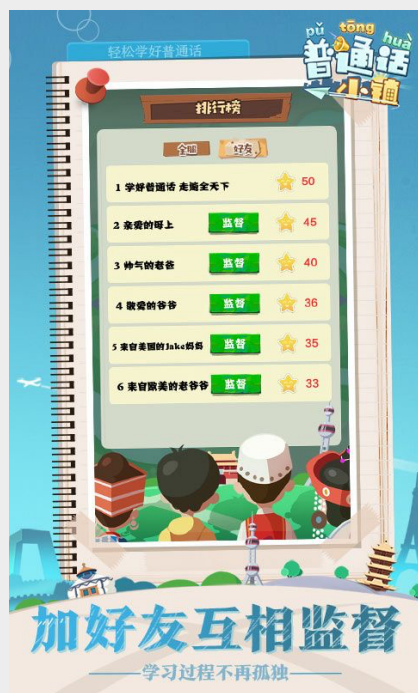 轻松学好普通话
pǔ tōng huà
普通话
小镇
排行榜
全国 好友
1 学好普通话 走遍全天下 50
2 亲爱的母上 监督 45
3 帅气的老爸 监督 40
4 敬爱的爷爷 监督 36
5 来自美国的Jake妈妈 监督 35
6 来自欧美的老爷爷 监督 33
加好友互相监督
学习过程不再孤独